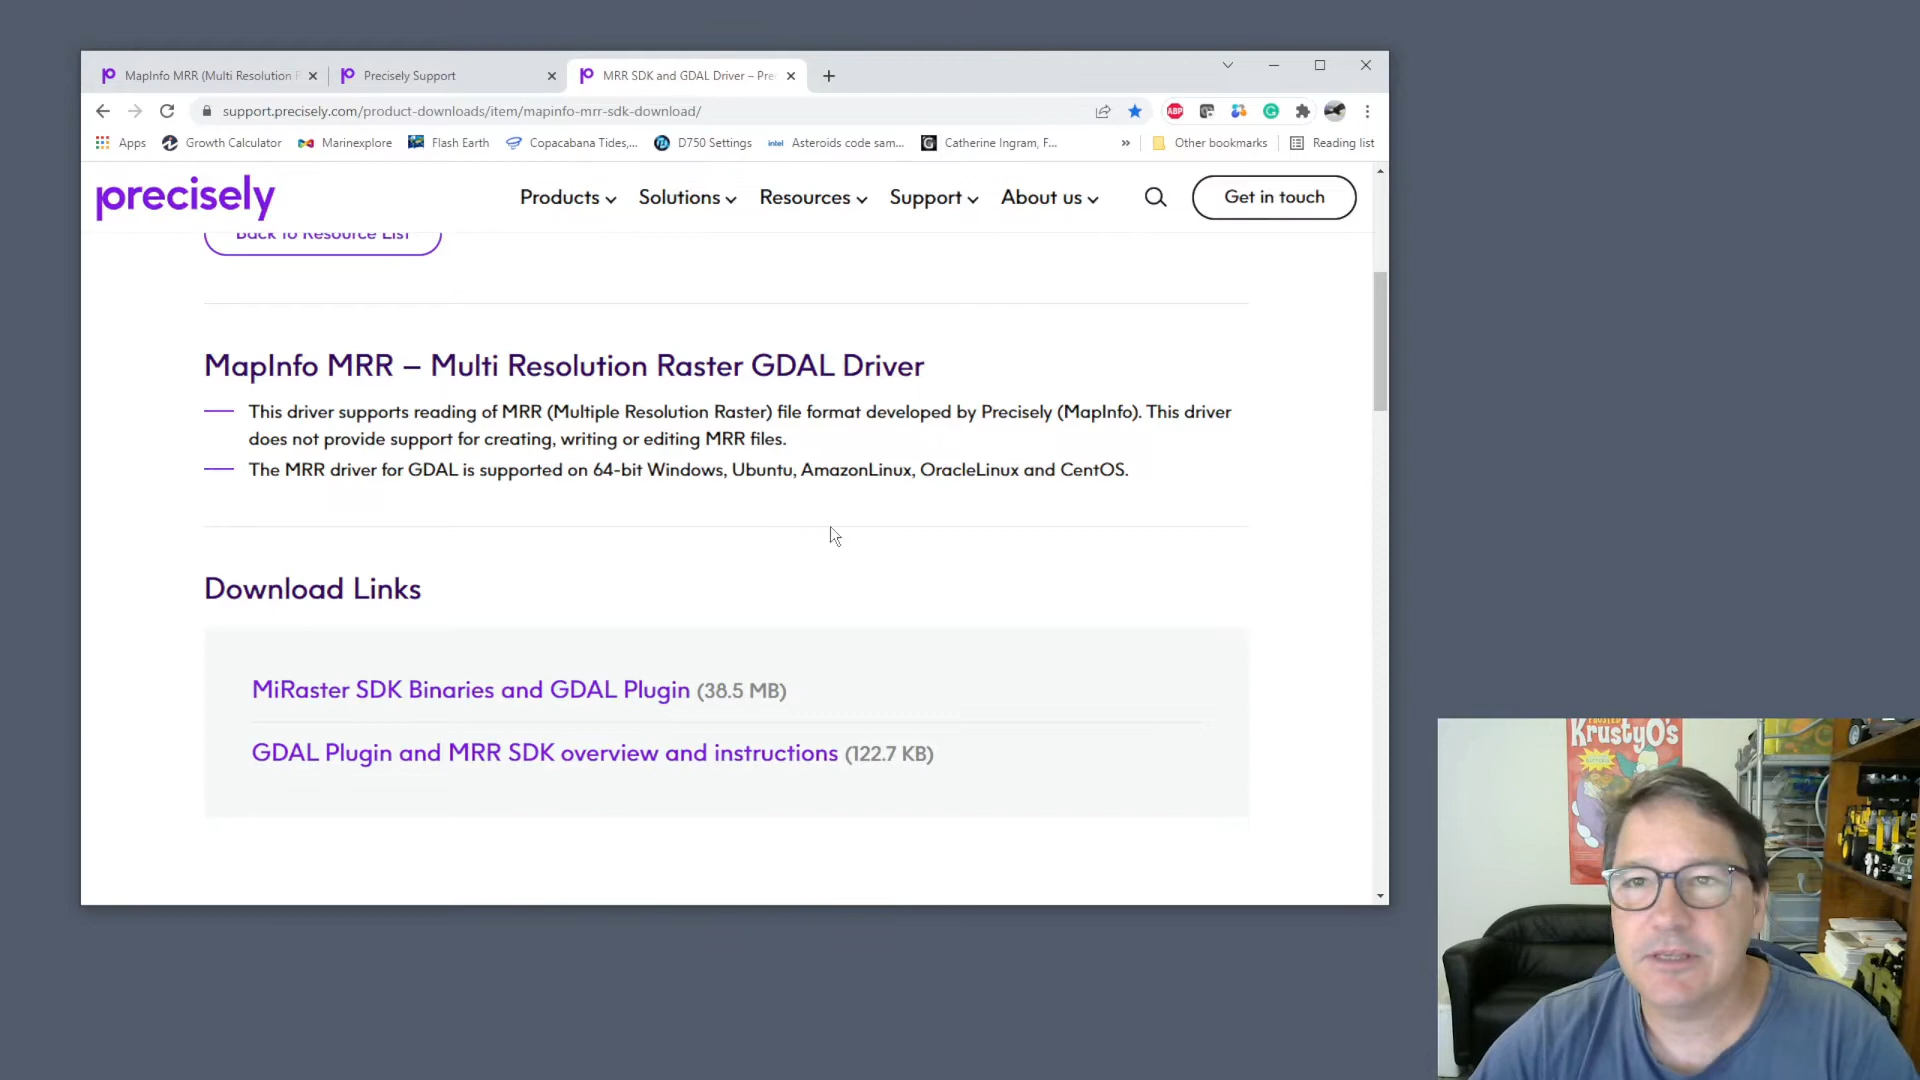 MapInfo MRR (Multi Resolution R
Precisely Support
MRR SDK and GDAL Driver – Pre
support.precisely.com/product-downloads/item/mapinfo-mrr-sdk-download/
ABP
Apps
Growth Calculator
Marinexplore
Flash Earth
Copacabana Tides,...
D750 Settings
intel
Asteroids code sam...
Catherine Ingram, F...
»
Other bookmarks
Reading list
precisely
Products
Solutions
Resources
Support
About us
Get in touch
Back to Resource List
MapInfo MRR – Multi Resolution Raster GDAL Driver
This driver supports reading of MRR (Multiple Resolution Raster) file format developed by Precisely (MapInfo). This driver
does not provide support for creating, writing or editing MRR files.
The MRR driver for GDAL is supported on 64-bit Windows, Ubuntu, AmazonLinux, OracleLinux and CentOS.
Download Links
MiRaster SDK Binaries and GDAL Plugin (38.5 MB)
GDAL Plugin and MRR SDK overview and instructions (122.7 KB)
FROSTED
KrustyO's